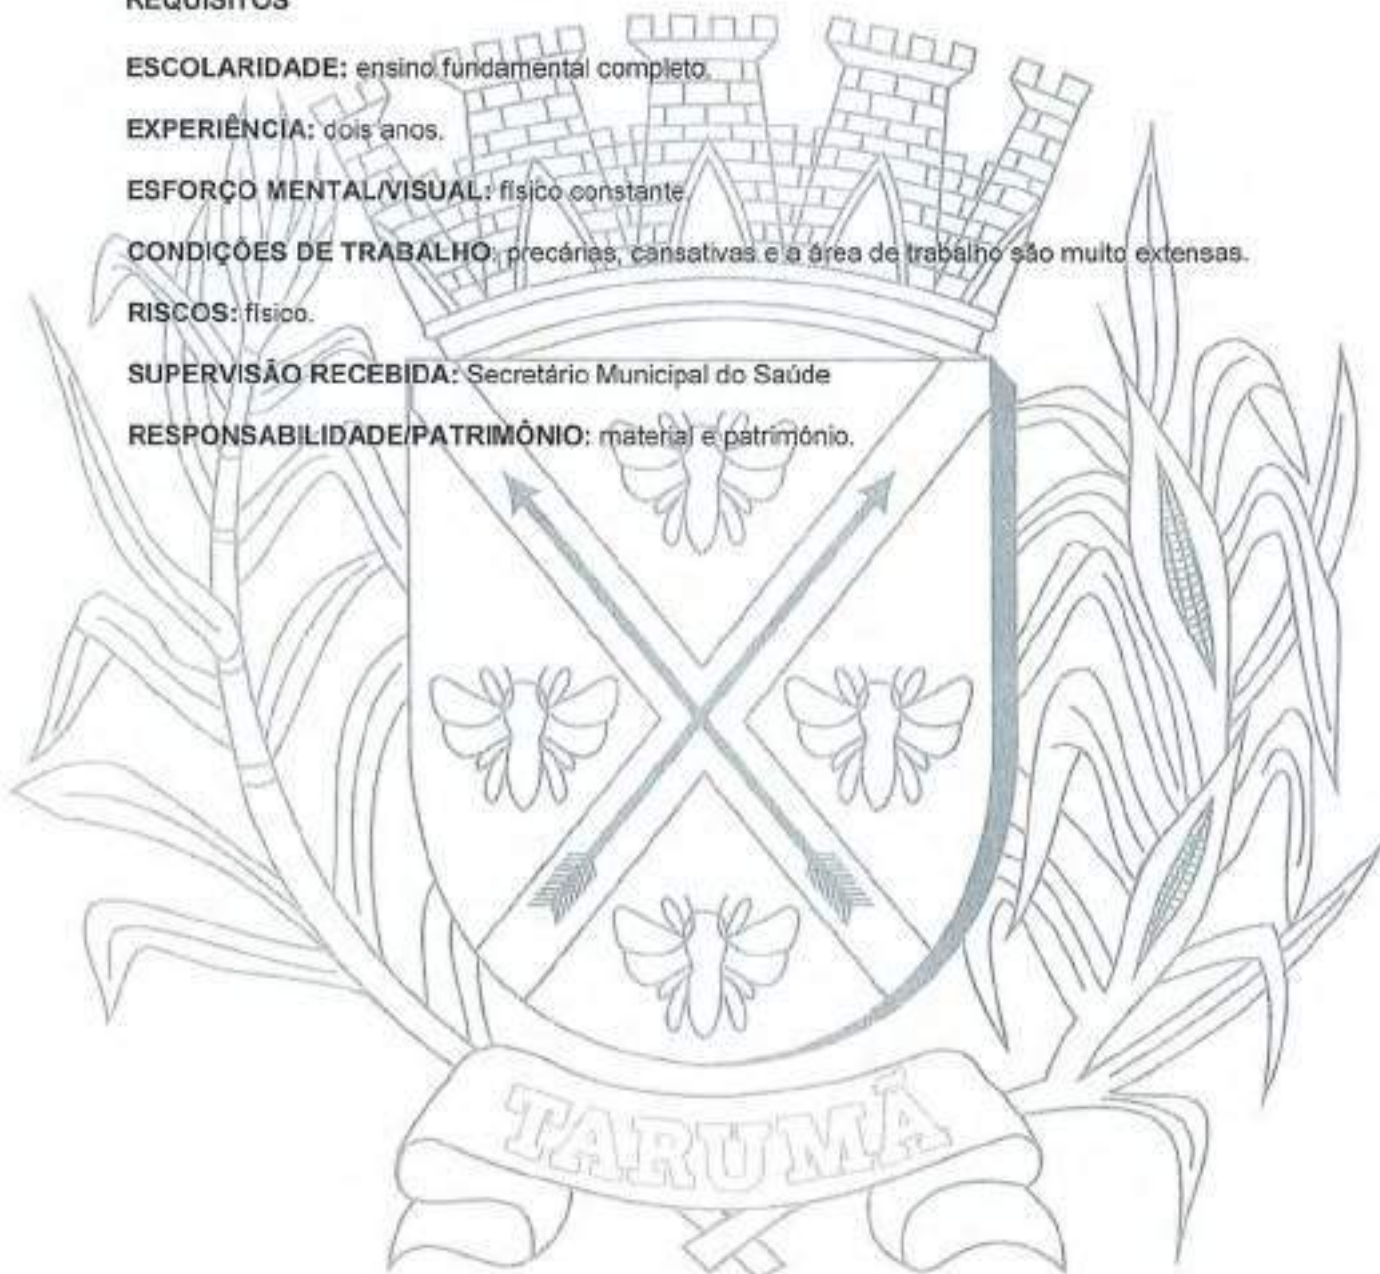 REQUISITOS
ESCOLARIDADE: ensino fundamental completo.
EXPERIÊNCIA: dois anos.
ESFORÇO MENTAL/VISUAL: físico constante.
CONDIÇÕES DE TRABALHO: precárias, cansativas e a área de trabalho são muito extensas.
RISCOS: físico.
SUPERVISÃO RECEBIDA: Secretário Municipal do Saúde
RESPONSABILIDADE/PATRIMÔNIO: material e patrimônio.
TARUMÃ